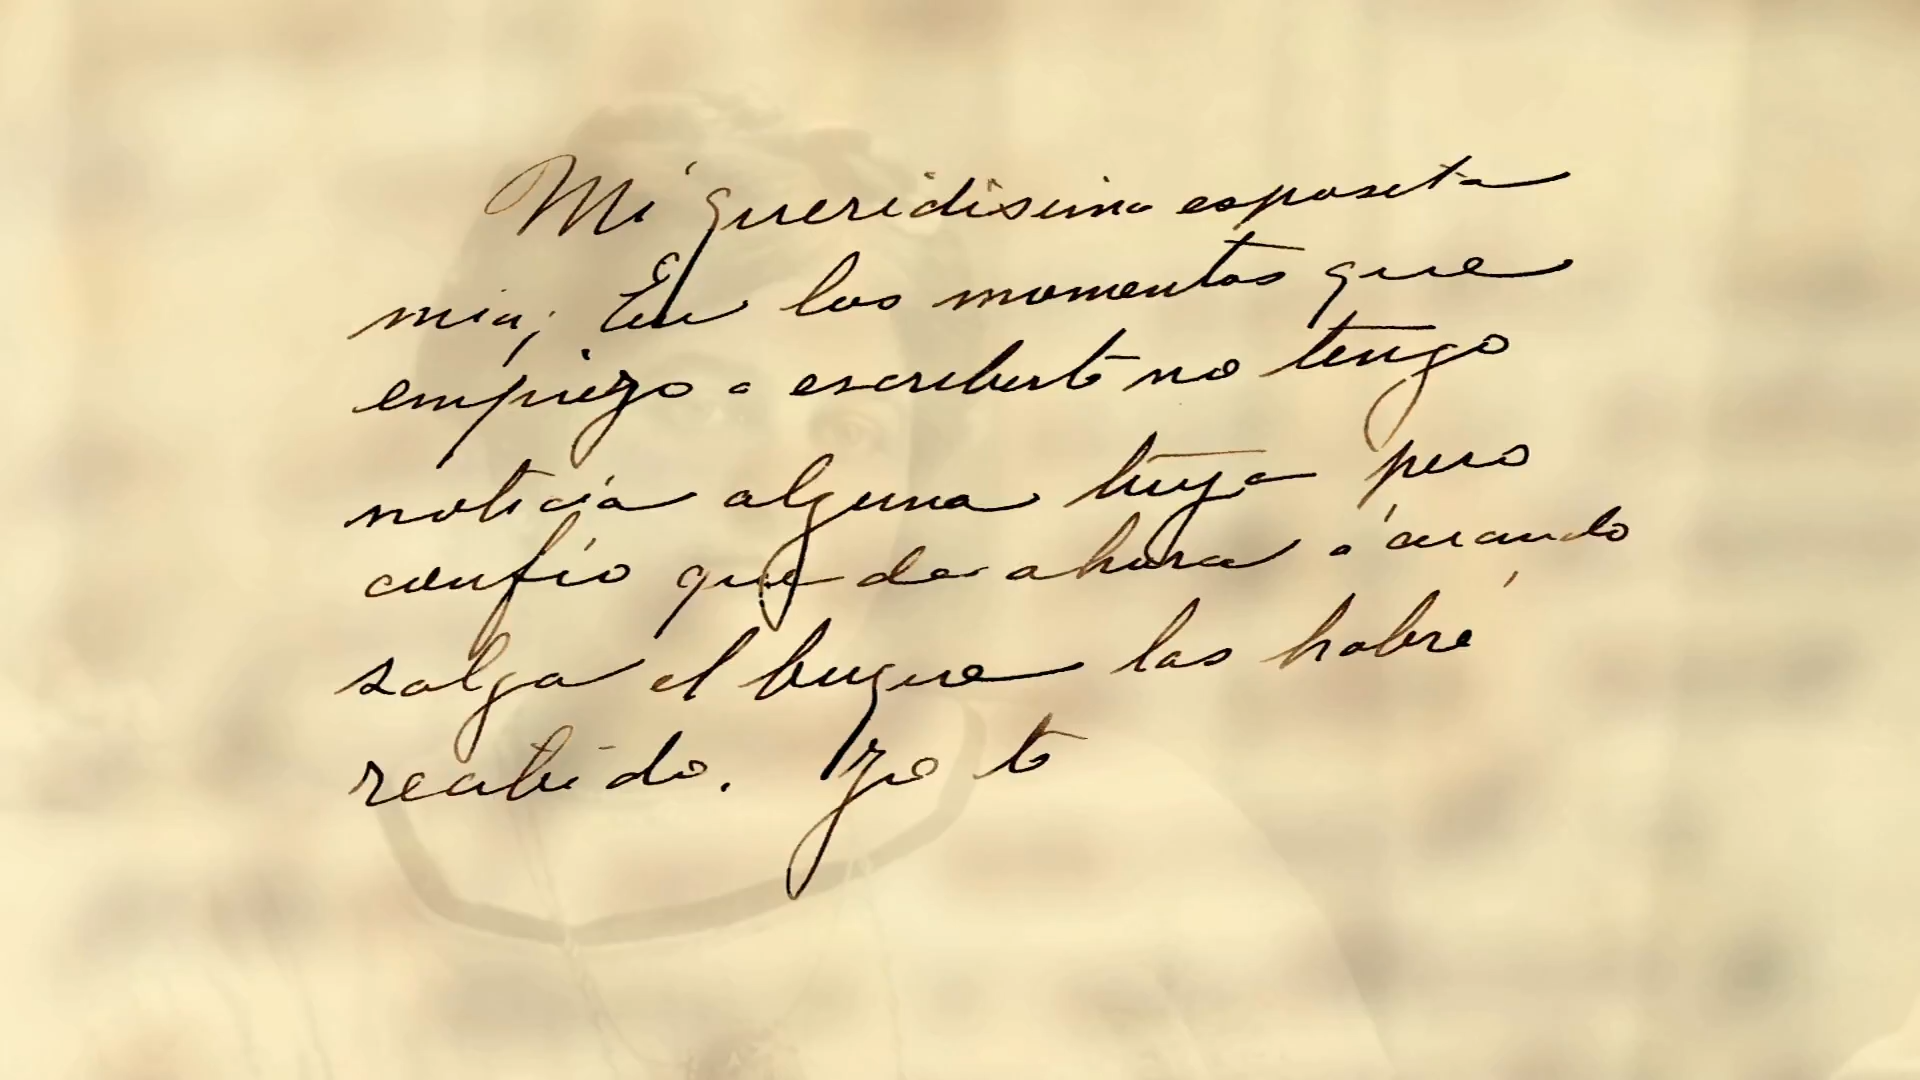 Mi queridisima esposita
mia; En los momentos que
empiezo a escribirte no tengo
noticia alguna tuya pero
confio que de ahora á cuando
salga el buque las habré
recibido. Yo te